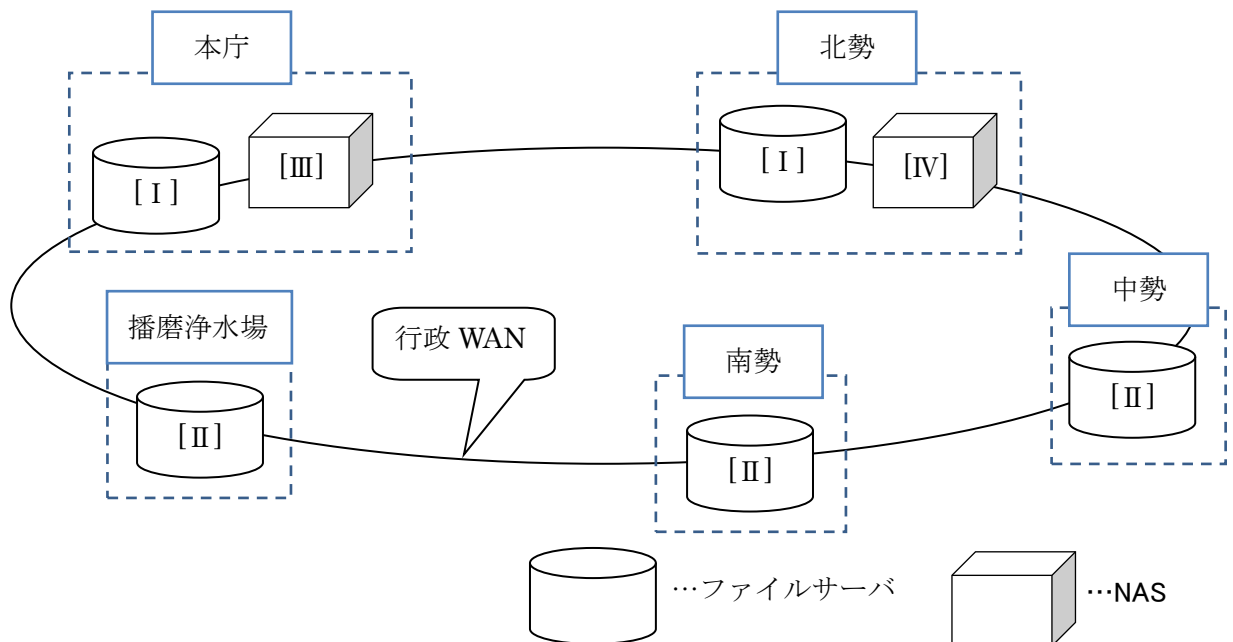 本庁
北勢
[Ⅰ]
[Ⅲ]
[Ⅰ]
[Ⅳ]
中勢
播磨浄水場
行政 WAN
南勢
[Ⅱ]
[Ⅱ]
[Ⅱ]
…ファイルサーバ
…NAS